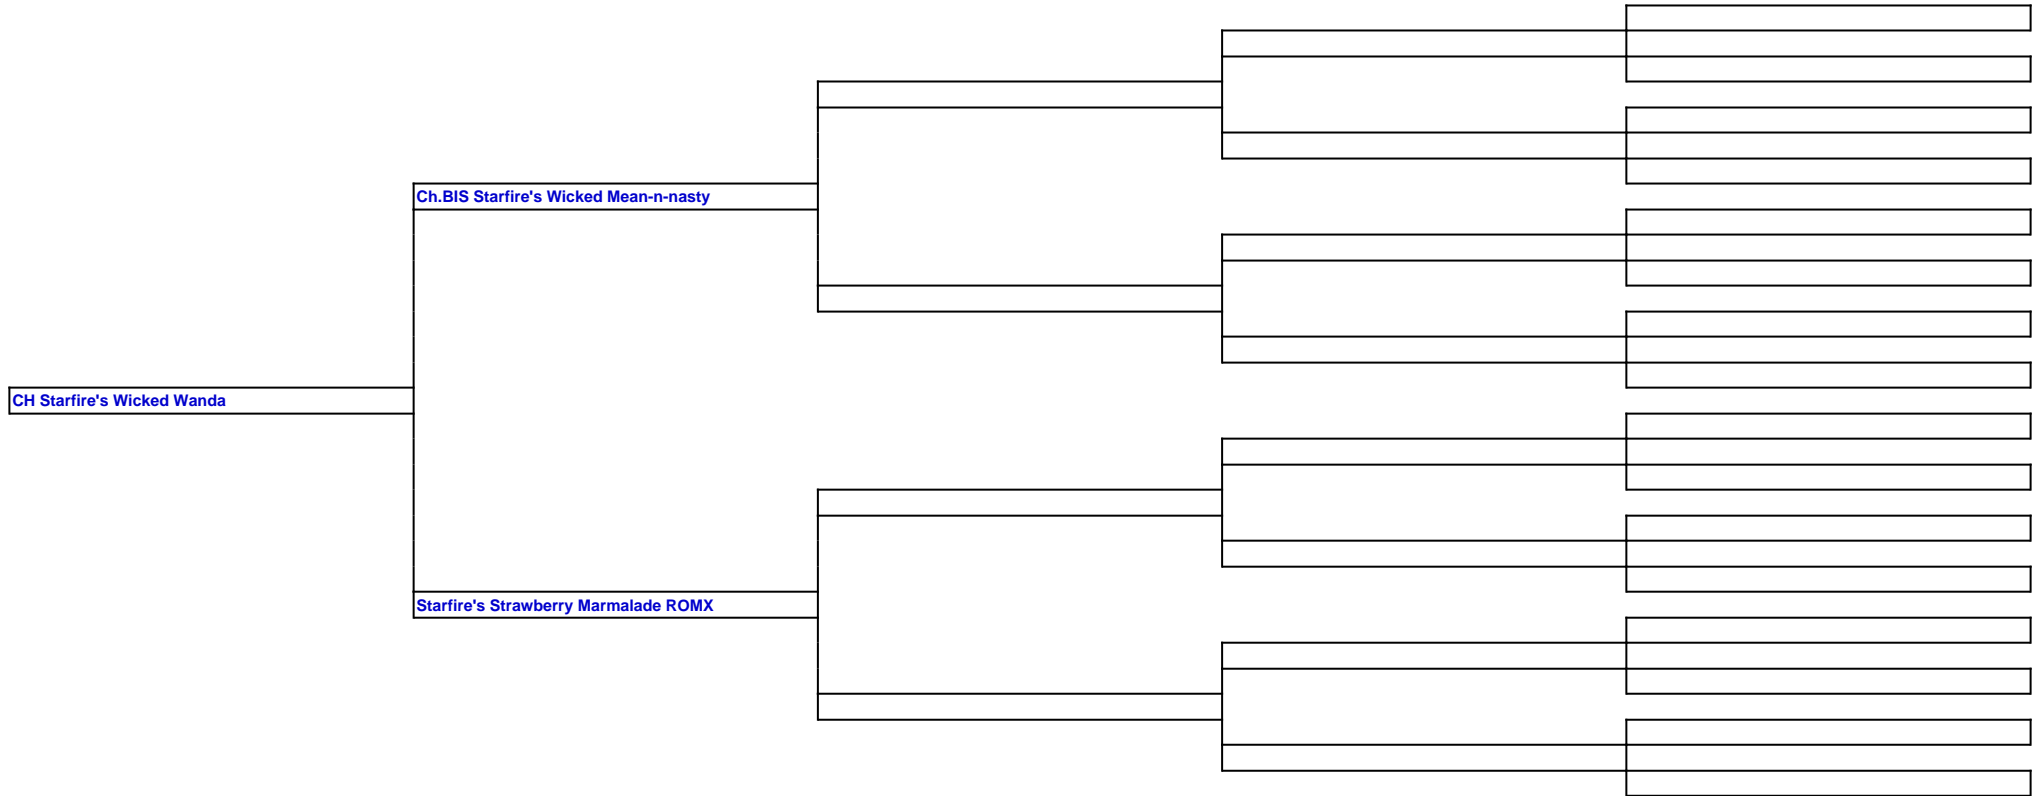 Ch.BIS Starfire's Wicked Mean-n-nasty
CH Starfire's Wicked Wanda
Starfire's Strawberry Marmalade ROMX